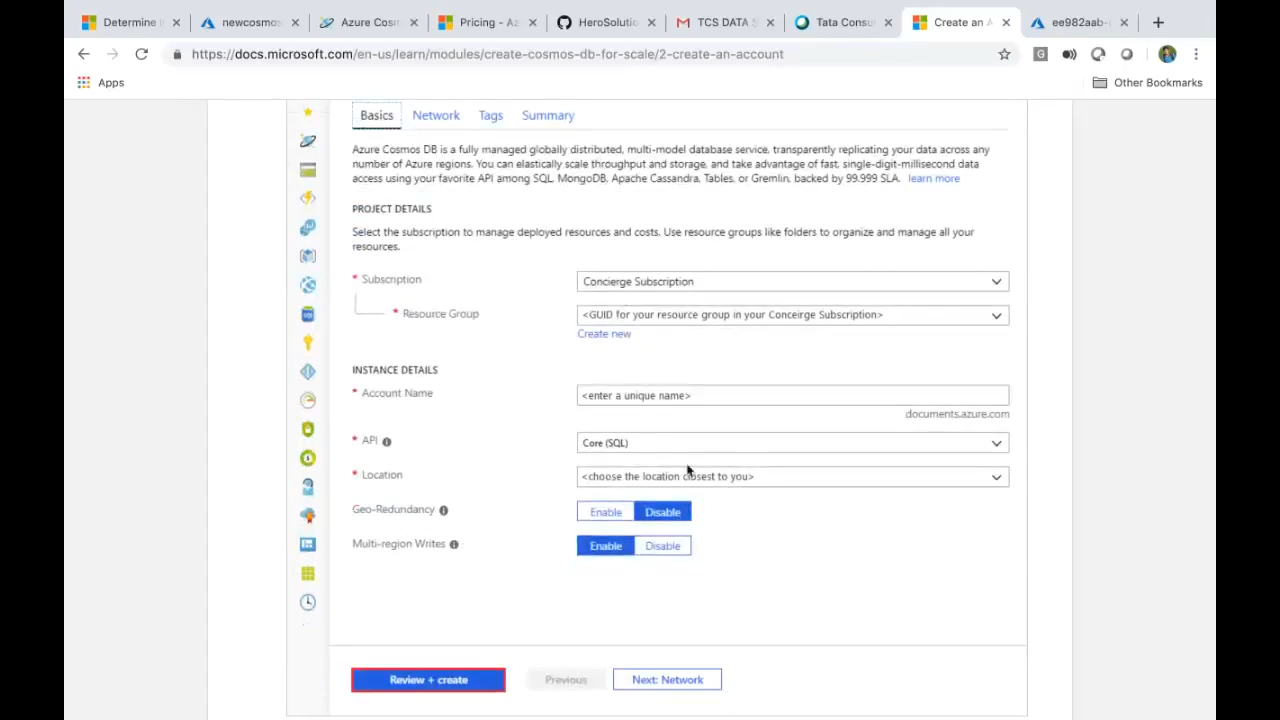 Determine I
newcosmos
Azure Cosm
Pricing - Az
HeroSolutio
TCS DATA S
Tata Consu
Create an A
ee982aab-
https://docs.microsoft.com/en-us/learn/modules/create-cosmos-db-for-scale/2-create-an-account
Apps
Other Bookmarks
Basics Network Tags Summary
Azure Cosmos DB is a fully managed globally distributed, multi-model database service, transparently replicating your data across any
number of Azure regions. You can elastically scale throughput and storage, and take advantage of fast, single-digit-millisecond data
access using your favorite API among SQL, MongoDB, Apache Cassandra, Tables, or Gremlin, backed by 99.999 SLA. learn more
PROJECT DETAILS
Select the subscription to manage deployed resources and costs. Use resource groups like folders to organize and manage all your
resources.
* Subscription
Concierge Subscription
* Resource Group
<GUID for your resource group in your Conceirge Subscription>
Create new
INSTANCE DETAILS
* Account Name
<enter a unique name>
documents.azure.com
* API
Core (SQL)
* Location
<choose the location closest to you>
Geo-Redundancy
Enable Disable
Multi-region Writes
Enable Disable
Review + create
Previous
Next: Network